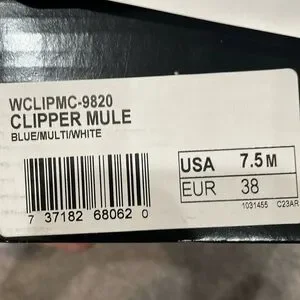 WCLIPMC-9820
CLIPPER MULE
BLUE/MULTI/WHITE
USA 7.5 M
EUR 38
7 37182 68062 0
1031455 C23AR